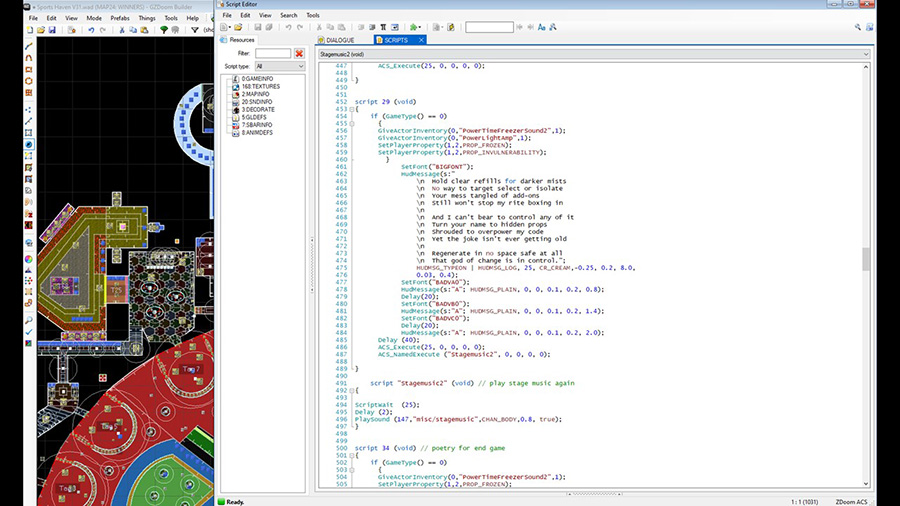 Sports Haven V31.wad (MAP24: WINNERS) - GZDoom Builder
File Edit View Mode Prefabs Things Tools Window Help
Script Editor
File Edit View Search Tools
Resources
Filter:
Script type: All
0:GAMEINFO
168:TEXTURES
2:MAPINFO
20:SNDINFO
3:DECORATE
5:GLDEFS
7:SBARINFO
8:ANIMDEFS
DIALOGUE SCRIPTS
Stagemusic2 (void)
447 ACS_Execute(25, 0, 0, 0, 0);
448
449 }
450
451
452 script 29 (void)
453 {
454 if (GameType() == 0)
455 {
456 GiveActorInventory(0,"PowerTimeFreezerSound2",1);
457 GiveActorInventory(0,"PowerLightAmp",1);
458 SetPlayerProperty(1,2,PROP_FROZEN);
459 SetPlayerProperty(1,2,PROP_INVULNERABILITY);
460 }
461 SetFont("BIGFONT");
462 HudMessage(s:"
463 \n Hold clear refills for darker mists
464 \n No way to target select or isolate
465 \n Your mess tangled of add-ons
466 \n Still won't stop my rite boxing in
467 \n
468 \n And I can't bear to control any of it
469 \n Turn your name to hidden props
470 \n Shrouded to overpower my code
471 \n Yet the joke isn't ever getting old
472 \n
473 \n Regenerate in no space safe at all
474 \n That god of change is in control.";
475 HUDMSG_TYPEON | HUDMSG_LOG, 25, CR_CREAM,-0.25, 0.2, 8.0,
476 0.03, 0.4);
477 SetFont("BADVAO");
478 HudMessage(s:"A"; HUDMSG_PLAIN, 0, 0, 0.1, 0.2, 0.8);
479 Delay(20);
480 SetFont("BADVBO");
481 HudMessage(s:"A"; HUDMSG_PLAIN, 0, 0, 0.1, 0.2, 1.4);
482 SetFont("BADVCO");
483 Delay(20);
484 HudMessage(s:"A"; HUDMSG_PLAIN, 0, 0, 0.1, 0.2, 2.0);
485 Delay (40);
486 ACS_Execute(25, 0, 0, 0, 0);
487 ACS_NamedExecute ("Stagemusic2", 0, 0, 0, 0);
488
489 }
490
491 script "Stagemusic2" (void) // play stage music again
492 {
493
494 ScriptWait (25);
495 Delay (2);
496 PlaySound (147,"misc/stagemusic",CHAN_BODY,0.8, true);
497 }
498
499
500 script 34 (void) // poetry for end game
501 {
502 if (GameType() == 0)
503 {
504 GiveActorInventory(0,"PowerTimeFreezerSound2",1);
505 SetPlayerProperty(1,2,PROP_FROZEN);
Ready.
1 : 1 (1031) ZDoom ACS